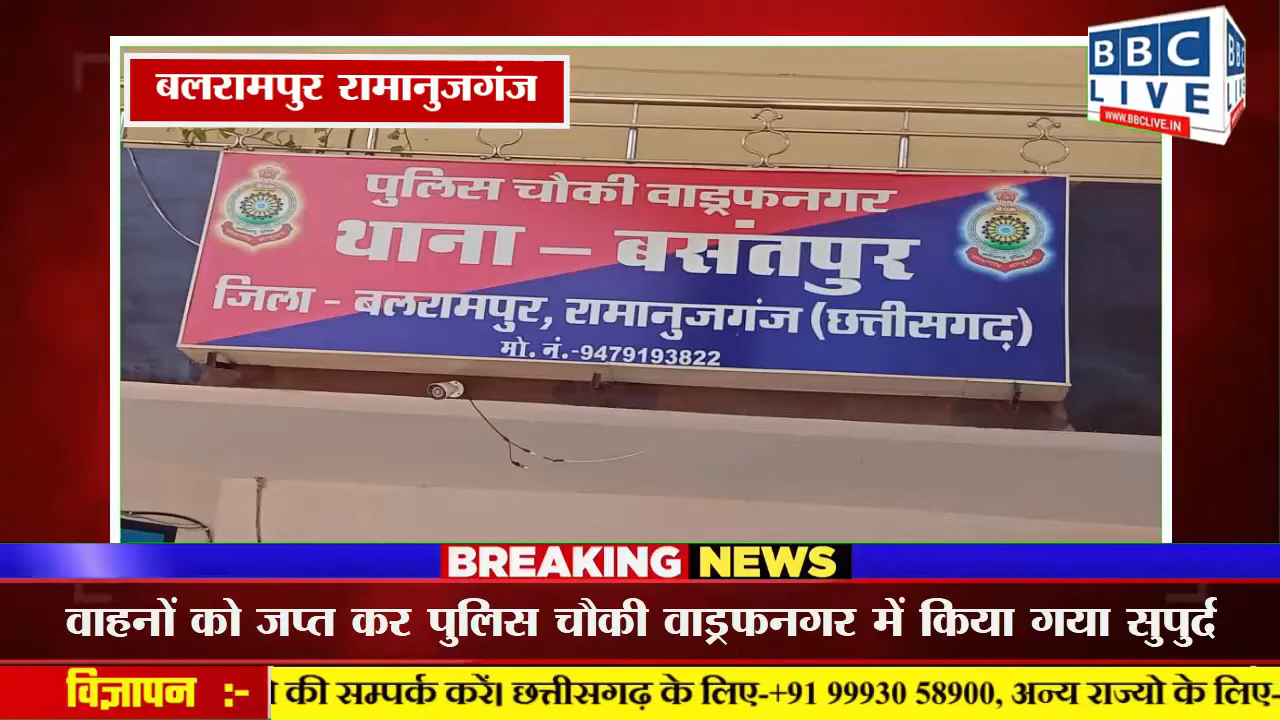 बलरामपुर रामानुजगंज
BBC
LIVE
WWW.BBCLIVE.IN
पुलिस चौकी वाड्रफनगर
थाना – बसंतपुर
जिला - बलरामपुर, रामानुजगंज (छत्तीसगढ़)
मो. नं.-9479193822
BREAKING NEWS
वाहनों को जप्त कर पुलिस चौकी वाड्रफनगर में किया गया सुपुर्द
विज्ञापन :- की सम्पर्क करें। छत्तीसगढ़ के लिए-+91 99930 58900, अन्य राज्यो के लिए-